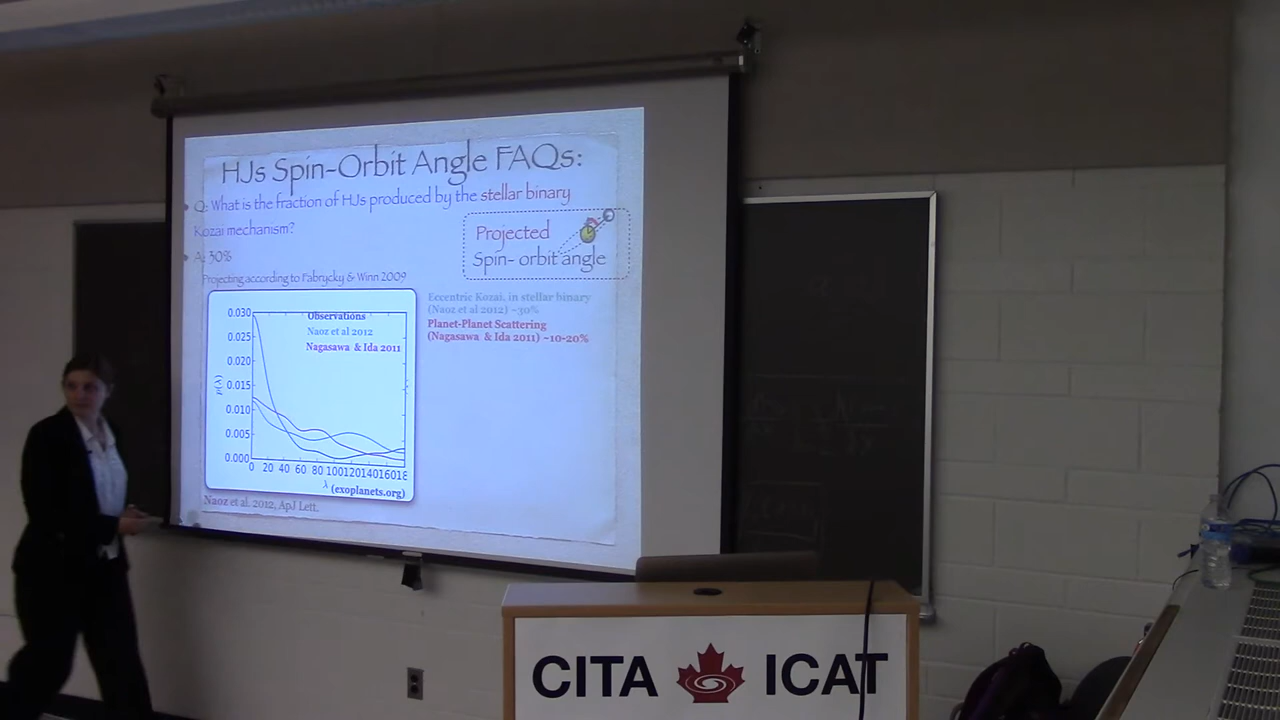 HJs Spin-Orbit Angle FAQs:
Q: What is the fraction of HJs produced by the stellar binary
Kozai mechanism?
A: 30%
Projected
Spin- orbit angle
Projecting according to Fabrycky & Winn 2009
Eccentric Kozai, in stellar binary
(Naoz et al 2012) ~30%
Planet-Planet Scattering
(Nagasawa & Ida 2011) ~10-20%
Observations
Naoz et al 2012
Nagasawa & Ida 2011
p(λ)
0.030
0.025
0.020
0.015
0.010
0.005
0.000
0 20 40 60 80 10012014016018
λ (exoplanets.org)
Naoz et al. 2012, ApJ Lett.
CITA ICAT